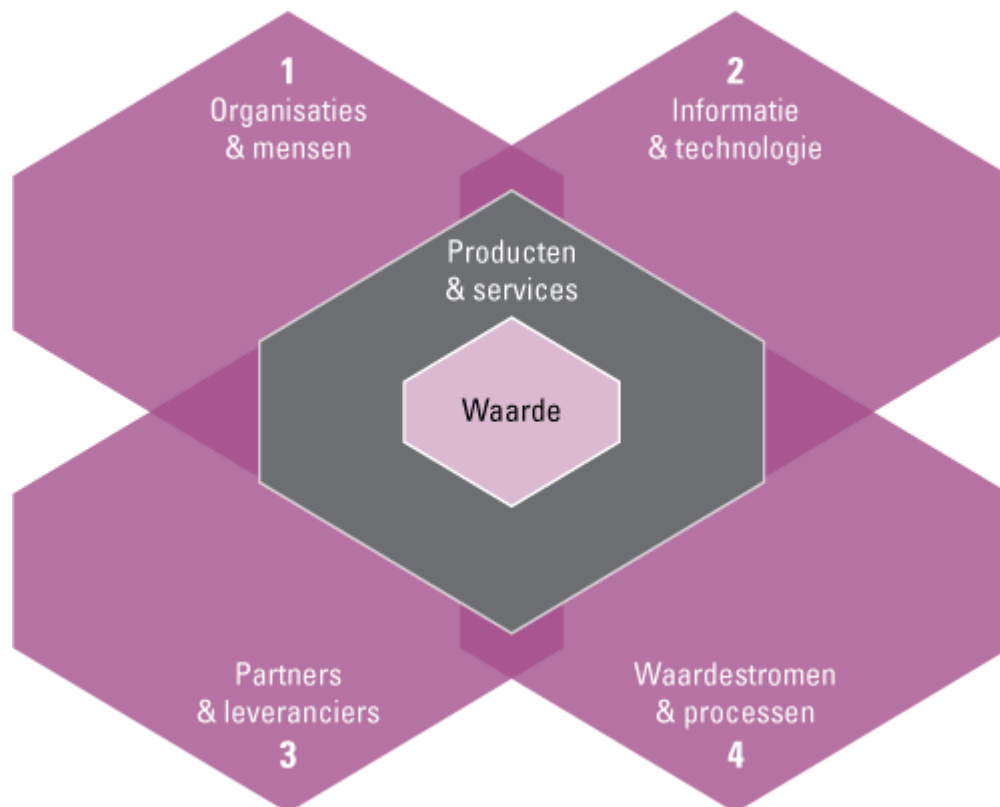 1
Organisaties
& mensen
2
Informatie
& technologie
Producten
& services
Waarde
Partners
& leveranciers
3
Waardestromen
& processen
4